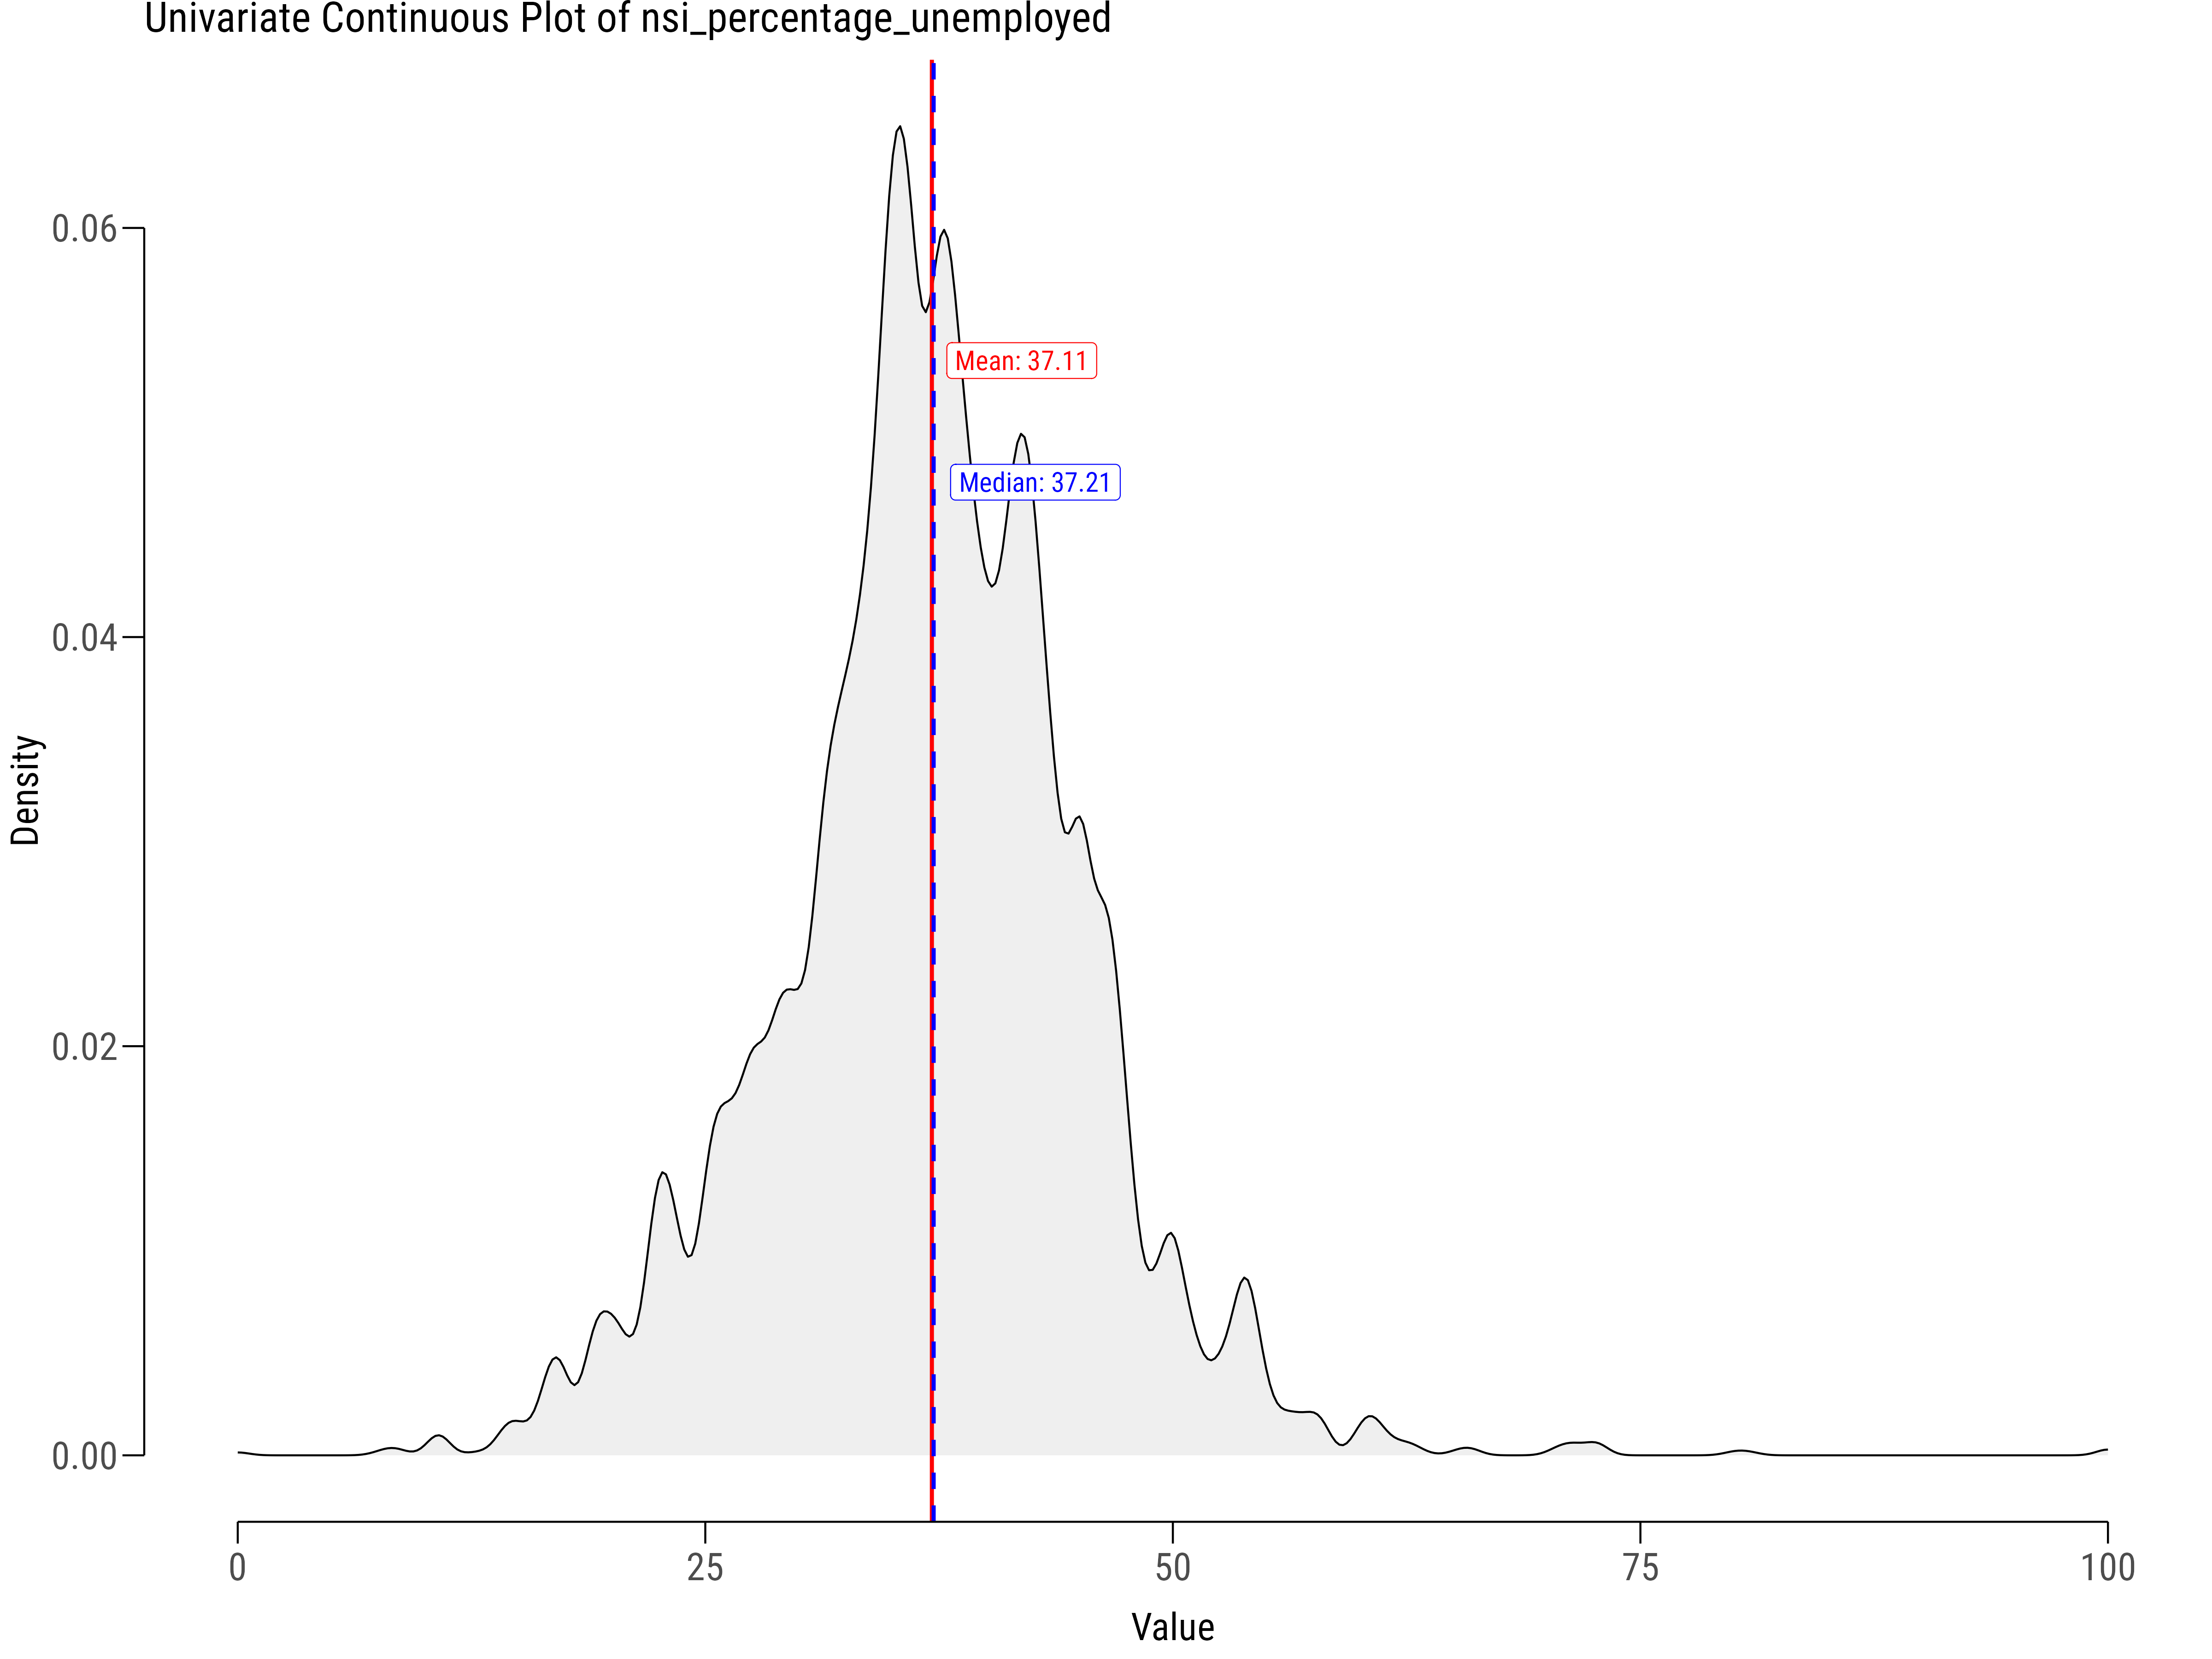 Univariate Continuous Plot of nsi_percentage_unemployed
0.06
Mean: 37.11
Median: 37.21
0.04
Density
0.02
0.00
0 25 50 75 100
Value